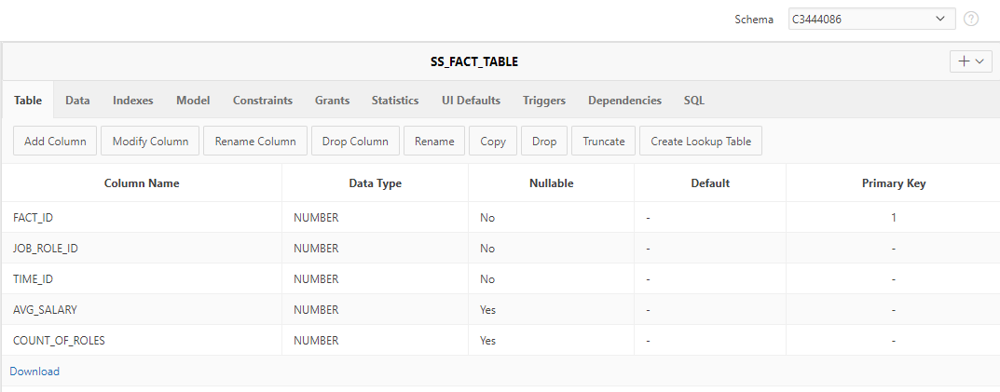 Schema C3444086 ?
SS_FACT_TABLE
Table Data Indexes Model Constraints Grants Statistics UI Defaults Triggers Dependencies SQL
Add Column Modify Column Rename Column Drop Column Rename Copy Drop Truncate Create Lookup Table
Column Name Data Type Nullable Default Primary Key
FACT_ID NUMBER No - 1
JOB_ROLE_ID NUMBER No - -
TIME_ID NUMBER No - -
AVG_SALARY NUMBER Yes - -
COUNT_OF_ROLES NUMBER Yes - -
Download